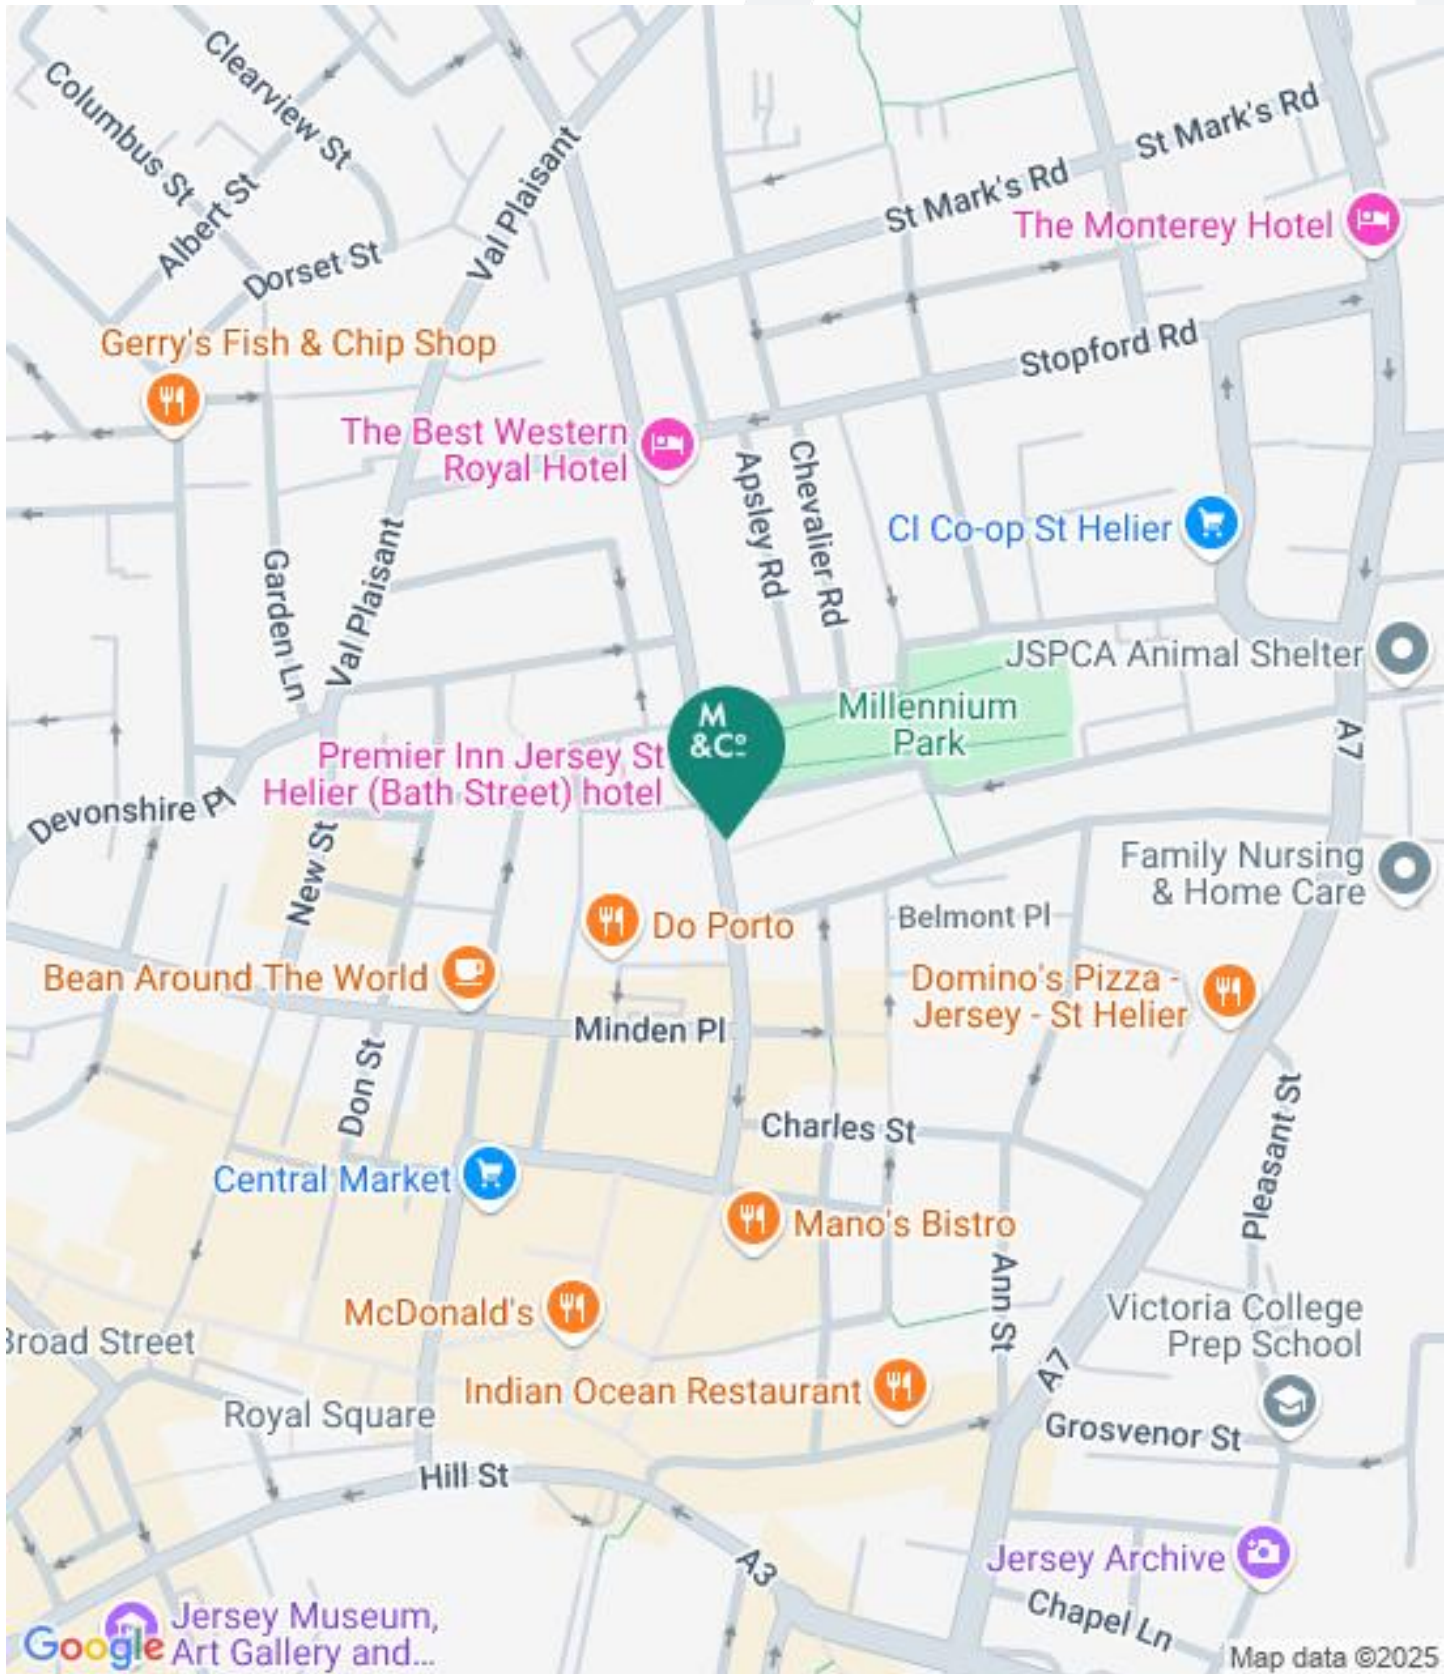 Clearview St
Columbus St
Albert St
Dorset St
Val Plaisant
St Mark's Rd
St Mark's Rd
The Monterey Hotel
Gerry's Fish & Chip Shop
Stopford Rd
The Best Western
Royal Hotel
Apsley Rd
Chevalier Rd
CI Co-op St Helier
Garden Ln
Val Plaisant
JSPCA Animal Shelter
Millennium
Park
M
&Co
Premier Inn Jersey St
Helier (Bath Street) hotel
A7
Devonshire Pl
New St
Family Nursing
& Home Care
Belmont Pl
Do Porto
Bean Around The World
Domino's Pizza -
Jersey - St Helier
Minden Pl
Don St
Charles St
Pleasant St
Central Market
Mano's Bistro
Ann St
McDonald's
Victoria College
Prep School
Broad Street
A7
Indian Ocean Restaurant
Royal Square
Grosvenor St
Hill St
Jersey Archive
A3
Chapel Ln
Jersey Museum,
Art Gallery and...
Google
Map data ©2025